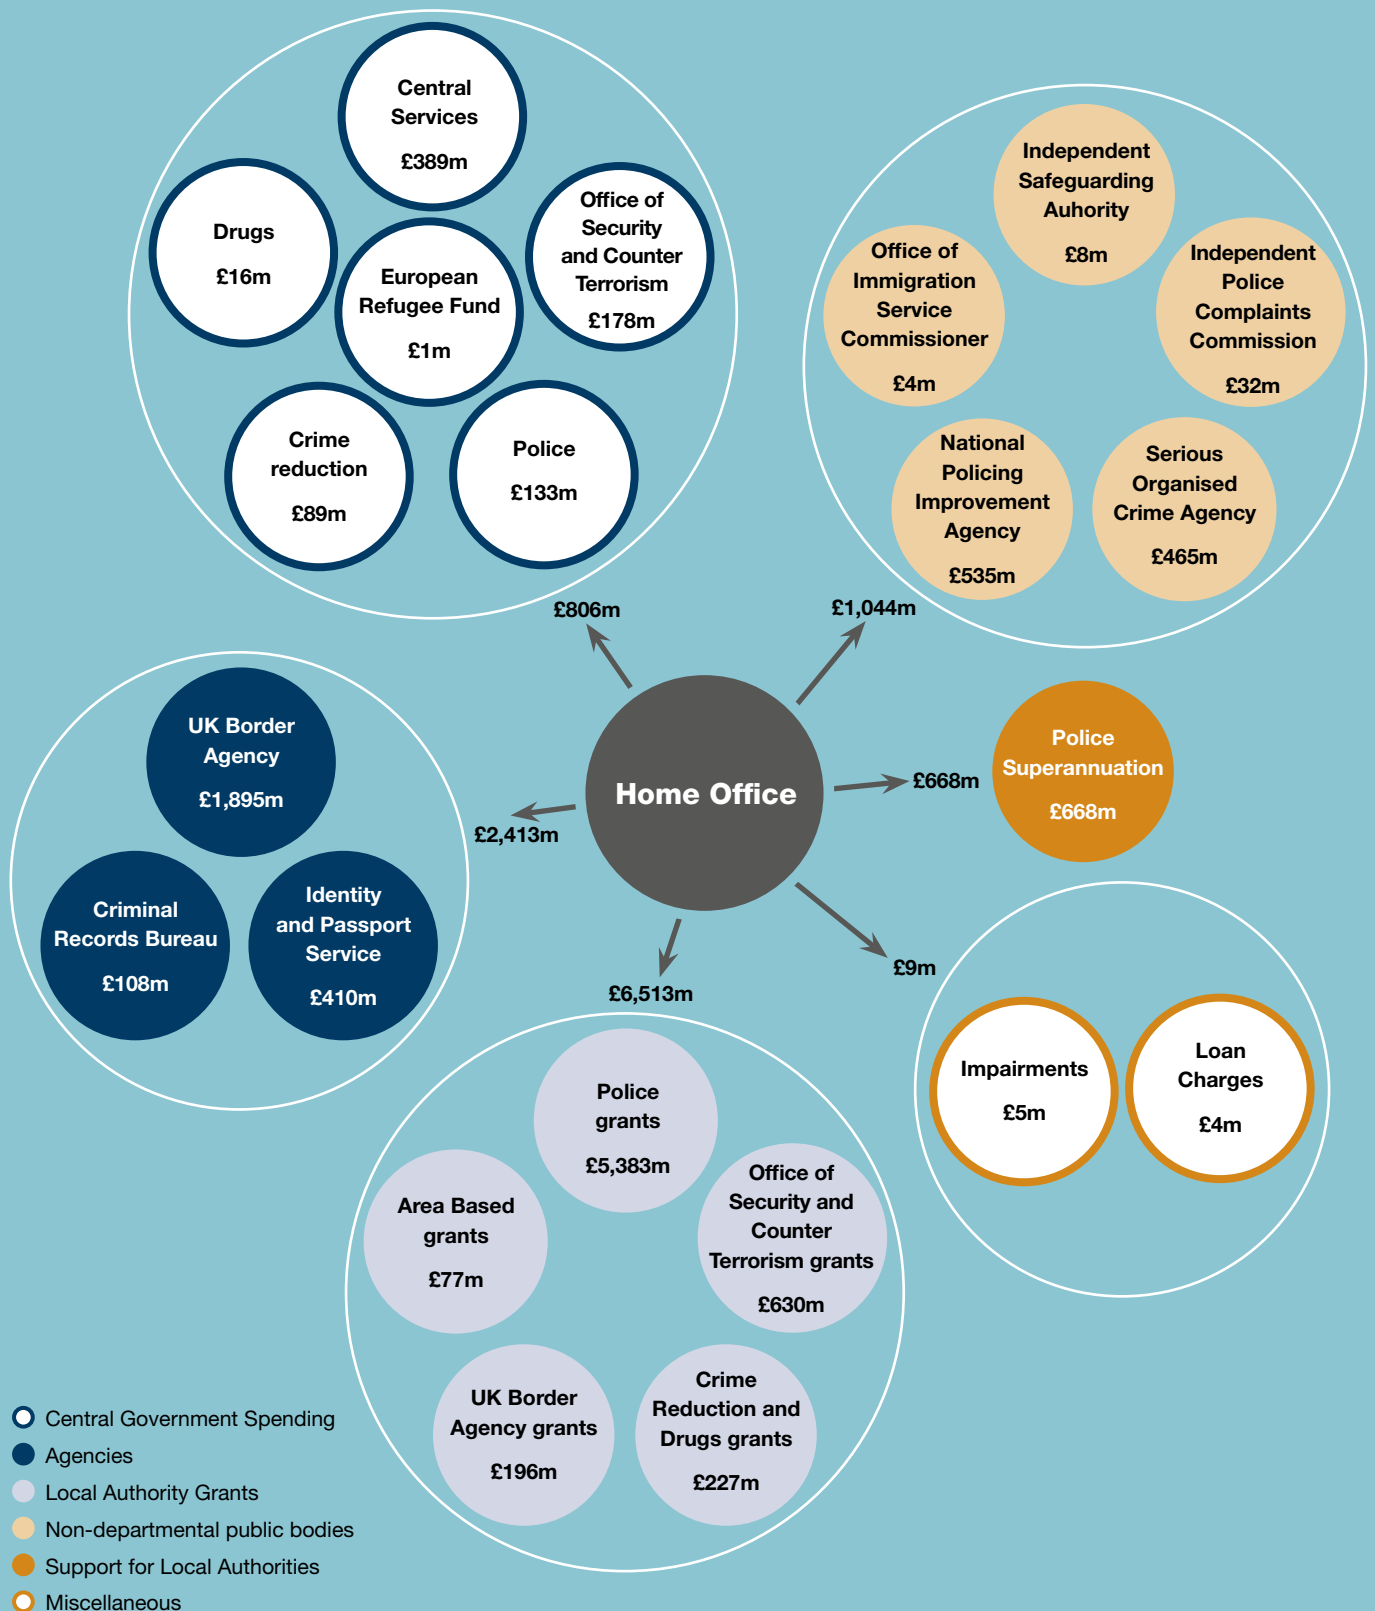 Central
Services
£389m
Drugs
£16m
European
Refugee Fund
£1m
Office of
Security
and Counter
Terrorism
£178m
Crime
reduction
£89m
Police
£133m
£806m
Independent
Safeguarding
Auhority
£8m
Office of
Immigration
Service
Commissioner
£4m
Independent
Police
Complaints
Commission
£32m
National
Policing
Improvement
Agency
£535m
Serious
Organised
Crime Agency
£465m
£1,044m
UK Border
Agency
£1,895m
Criminal
Records Bureau
£108m
Identity
and Passport
Service
£410m
£2,413m
Home Office
£668m
Police
Superannuation
£668m
£9m
Impairments
£5m
Loan
Charges
£4m
£6,513m
Police
grants
£5,383m
Area Based
grants
£77m
Office of
Security and
Counter
Terrorism grants
£630m
UK Border
Agency grants
£196m
Crime
Reduction and
Drugs grants
£227m
Central Government Spending
Agencies
Local Authority Grants
Non-departmental public bodies
Support for Local Authorities
Miscellaneous